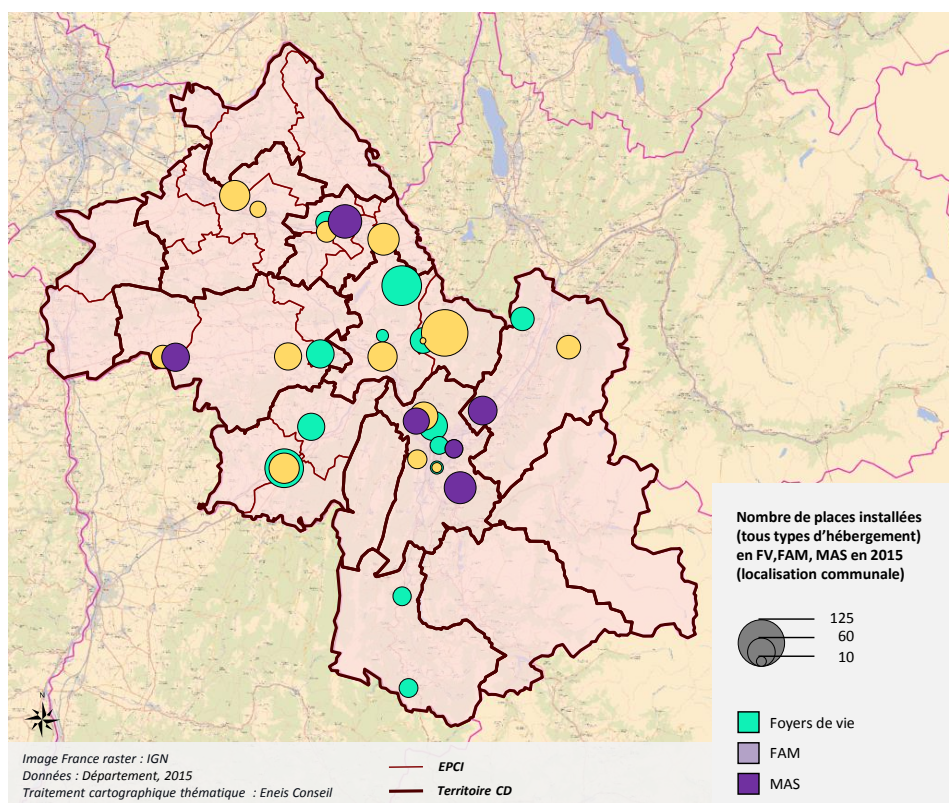 Nombre de places installées
(tous types d'hébergement)
en FV,FAM, MAS en 2015
(localisation communale)
125
60
10
Foyers de vie
FAM
MAS
N
Image France raster : IGN
Données : Département, 2015
Traitement cartographique thématique : Eneis Conseil
EPCI
Territoire CD